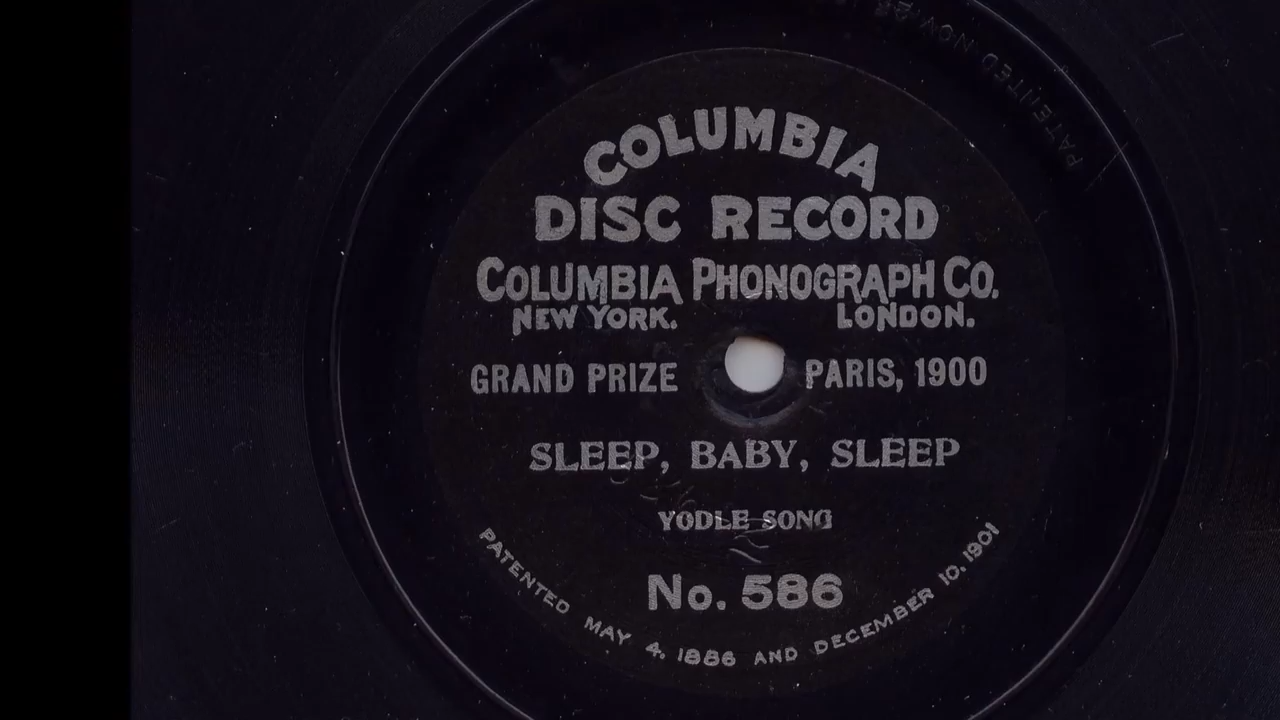 COLUMBIA
DISC RECORD
COLUMBIA PHONOGRAPH CO.
NEW YORK. LONDON.
GRAND PRIZE PARIS, 1900
SLEEP, BABY, SLEEP
YODLE SONG
No. 586
PATENTED MAY 4, 1886 AND DECEMBER 10, 1901
PATENTED NOV.